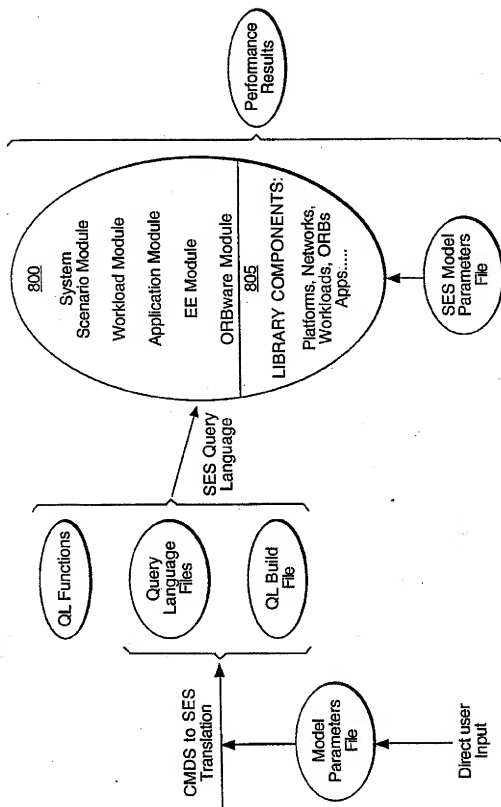 CMDS to SES
Translation
Model
Parameters
File
Direct user
Input
QL Functions
Query
Language
Files
QL Build
File
SES Query
Language
800
System
Scenario Module
Workload Module
Application Module
EE Module
ORBware Module
805
LIBRARY COMPONENTS:
Platforms, Networks,
Workloads, ORBs
Apps.....
SES Model
Parameters
File
Performance
Results